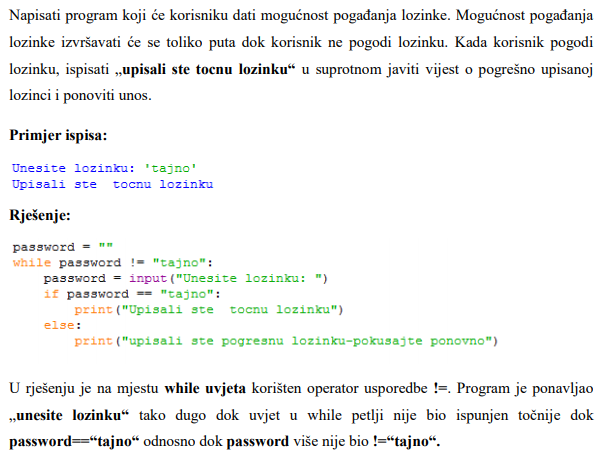 Napisati program koji će korisniku dati mogućnost pogađanja lozinke. Mogućnost pogađanja
lozinke izvršavati će se toliko puta dok korisnik ne pogodi lozinku. Kada korisnik pogodi
lozinku, ispisati „upisali ste tocnu lozinku“ u suprotnom javiti vijest o pogrešno upisanoj
lozinci i ponoviti unos.
Primjer ispisa:
Unesite lozinku: 'tajno'
Upisali ste  tocnu lozinku
Rješenje:
password = ""
while password != "tajno":
    password = input("Unesite lozinku: ")
    if password == "tajno":
        print("Upisali ste  tocnu lozinku")
    else:
        print("upisali ste pogresnu lozinku-pokusajte ponovno")
U rješenju je na mjestu while uvjeta korišten operator usporedbe !=. Program je ponavljao
„unesite lozinku“ tako dugo dok uvjet u while petlji nije bio ispunjen točnije dok
password==“tajno“ odnosno dok password više nije bio !=“tajno“.